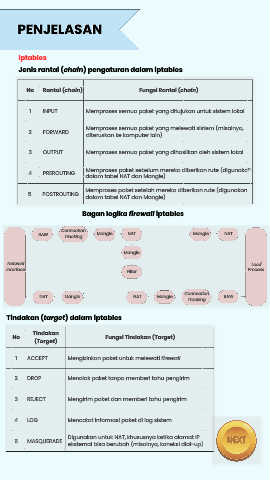 PENJELASAN
Iptables
Jenis rantai (chain) pengaturan dalam Iptables
No Rantai (chain) Fungsi Rantai (chain)
1 INPUT Memproses semua paket yang ditujukan untuk sistem lokal
2 FORWARD Memproses semua paket yang melewati sistem (misalnya,
diteruskan ke komputer lain)
3 OUTPUT Memproses semua paket yang dihasilkan oleh sistem lokal
4 PREROUTING Memproses paket sebelum mereka diberikan rute (digunakan
dalam tabel NAT dan Mangle)
5 POSTROUTING Memproses paket setelah mereka diberikan rute (digunakan
dalam tabel NAT dan Mangle)
Bagan logika firewall Iptables
RAW Connection Tracking Mangle NAT Mangle NAT
Mangle
Network Interface Local Process
Filter
NAT Mangle NAT Mangle Connection Tracking RAW
Tindakan (target) dalam Iptables
No Tindakan (Target) Fungsi Tindakan (Target)
1 ACCEPT Mengizinkan paket untuk melewati firewall
2 DROP Menolak paket tanpa memberi tahu pengirim
3 REJECT Mengirim paket dan memberi tahu pengirim
4 LOG Mencatat informasi paket di log sistem
5 MASQUERADE Digunakan untuk NAT, khususnya ketika alamat IP
eksternal bisa berubah (misalnya, koneksi dial-up)
NEXT